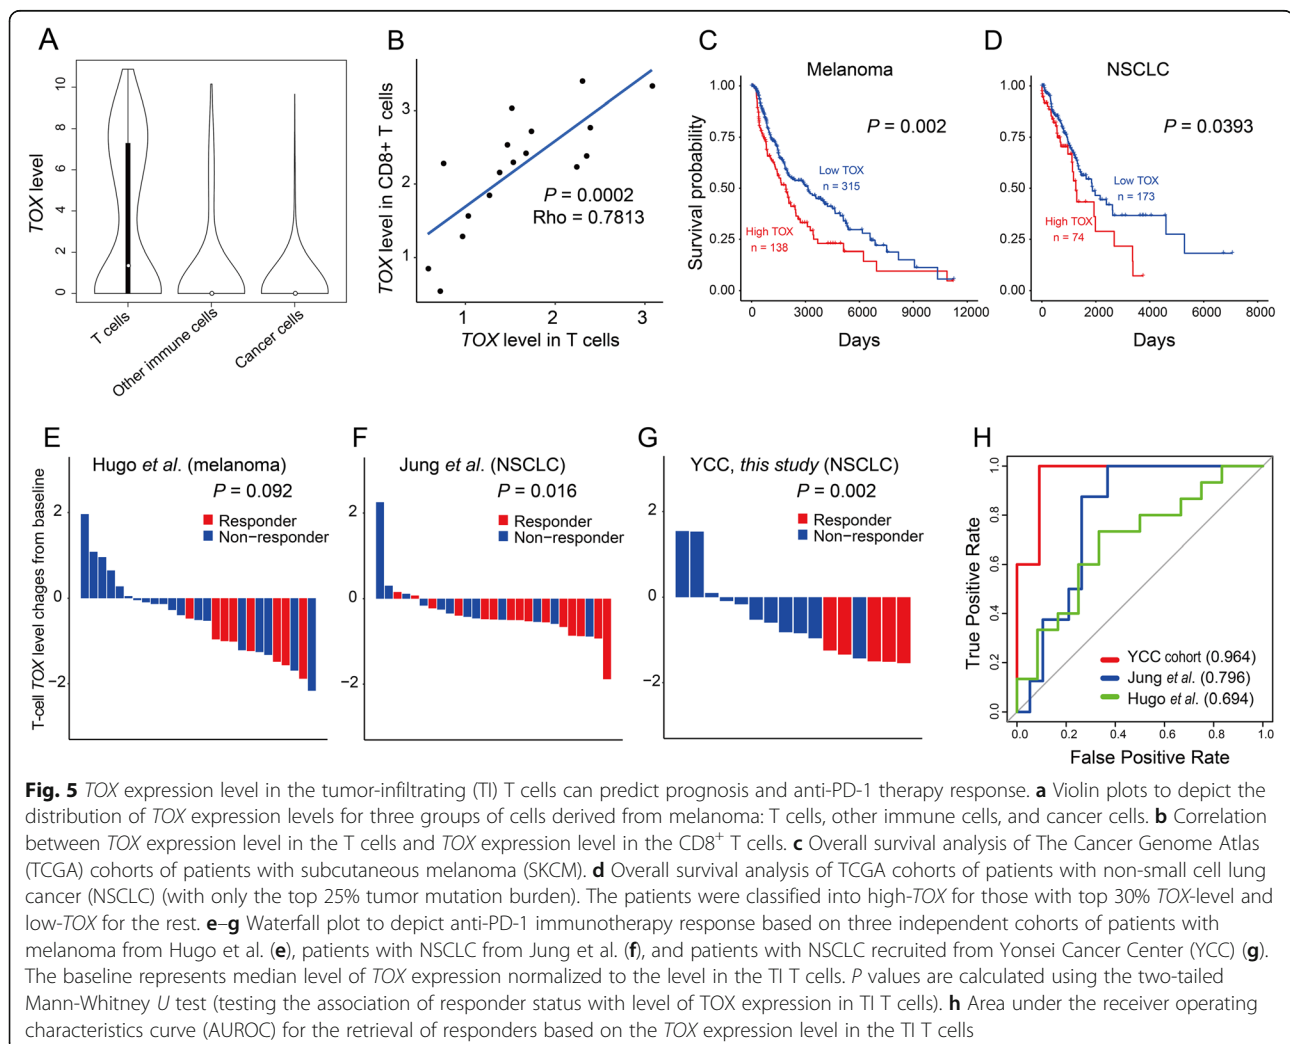 A
TOX level
10
8
6
4
2
0
T cells
Other immune cells
Cancer cells
B
TOX level in CD8+ T cells
3
2
1
P = 0.0002
Rho = 0.7813
1
2
3
TOX level in T cells
C
Melanoma
Survival probability
1.00
0.75
0.50
0.25
0.00
P = 0.002
Low TOX
n = 315
High TOX
n = 138
0
3000
6000
9000
12000
Days
D
NSCLC
1.00
0.75
0.50
0.25
0.00
P = 0.0393
Low TOX
n = 173
High TOX
n = 74
0
2000
4000
6000
8000
Days
E
Hugo et al. (melanoma)
P = 0.092
Responder
Non−responder
T-cell TOX level chages from baseline
2
0
−2
F
Jung et al. (NSCLC)
P = 0.016
Responder
Non−responder
2
0
−2
G
YCC, this study (NSCLC)
P = 0.002
Responder
Non−responder
2
0
−2
H
True Positive Rate
1.0
0.8
0.6
0.4
0.2
0.0
YCC cohort (0.964)
Jung et al. (0.796)
Hugo et al. (0.694)
0.0
0.2
0.4
0.6
0.8
1.0
False Positive Rate
Fig. 5 TOX expression level in the tumor-infiltrating (TI) T cells can predict prognosis and anti-PD-1 therapy response. a Violin plots to depict the
distribution of TOX expression levels for three groups of cells derived from melanoma: T cells, other immune cells, and cancer cells. b Correlation
between TOX expression level in the T cells and TOX expression level in the CD8⁺ T cells. c Overall survival analysis of The Cancer Genome Atlas
(TCGA) cohorts of patients with subcutaneous melanoma (SKCM). d Overall survival analysis of TCGA cohorts of patients with non-small cell lung
cancer (NSCLC) (with only the top 25% tumor mutation burden). The patients were classified into high-TOX for those with top 30% TOX-level and
low-TOX for the rest. e–g Waterfall plot to depict anti-PD-1 immunotherapy response based on three independent cohorts of patients with
melanoma from Hugo et al. (e), patients with NSCLC from Jung et al. (f), and patients with NSCLC recruited from Yonsei Cancer Center (YCC) (g).
The baseline represents median level of TOX expression normalized to the level in the TI T cells. P values are calculated using the two-tailed
Mann-Whitney U test (testing the association of responder status with level of TOX expression in TI T cells). h Area under the receiver operating
characteristics curve (AUROC) for the retrieval of responders based on the TOX expression level in the TI T cells